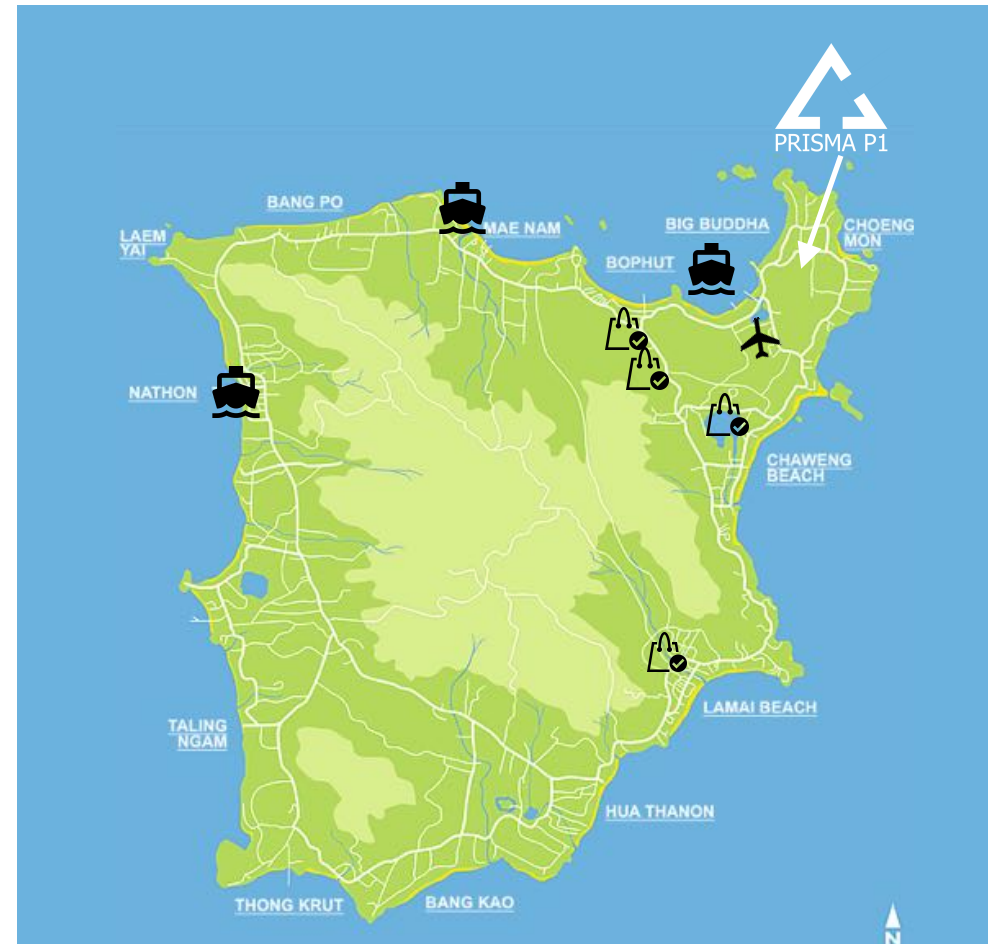 PRISMA P1
BANG PO
LAEM
YAI
MAE NAM
BIG BUDDHA
CHOENG
MON
BOPHUT
NATHON
CHAWENG
BEACH
LAMAI BEACH
TALING
NGAM
HUA THANON
THONG KRUT
BANG KAO
N